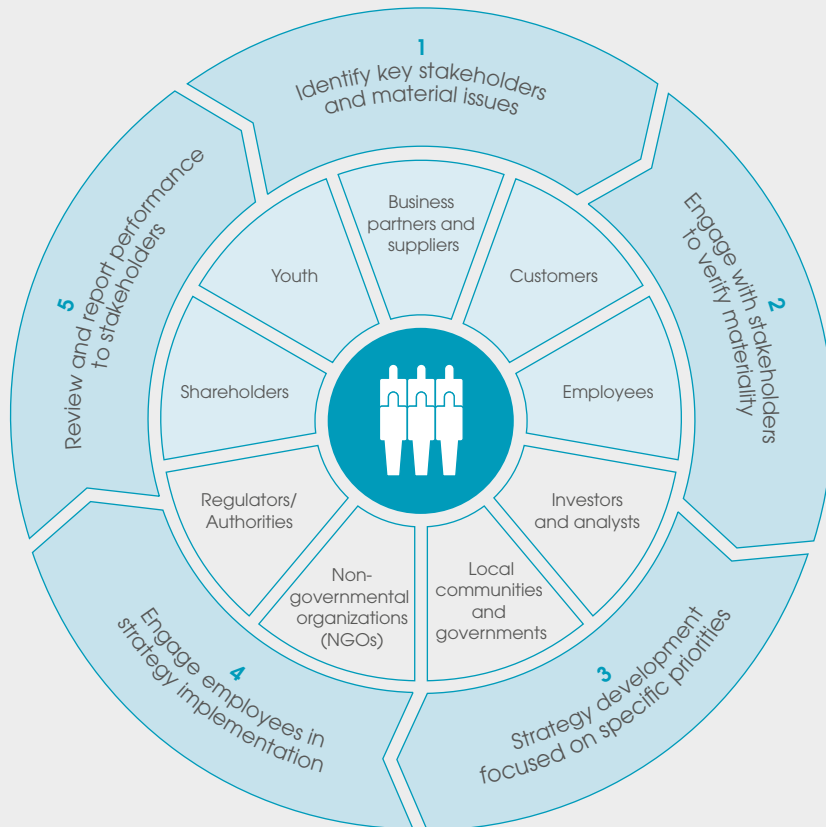 1
Identify key stakeholders
and material issues
2
Engage with stakeholders
to verify materiality
3
Strategy development
focused on specific priorities
4
Engage employees in
strategy implementation
5
Review and report performance
to stakeholders
Business
partners and
suppliers
Customers
Employees
Investors
and analysts
Local
communities
and
governments
Non-
governmental
organizations
(NGOs)
Regulators/
Authorities
Shareholders
Youth